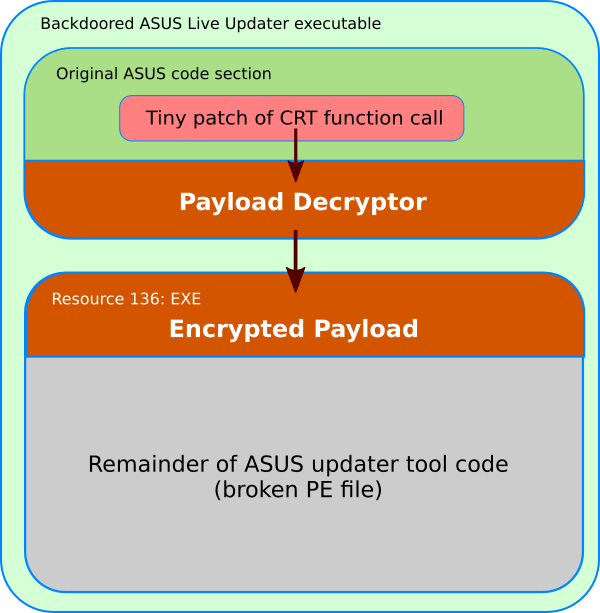 Backdoored ASUS Live Updater executable
Original ASUS code section
Tiny patch of CRT function call
Payload Decryptor
Resource 136: EXE
Encrypted Payload
Remainder of ASUS updater tool code
(broken PE file)